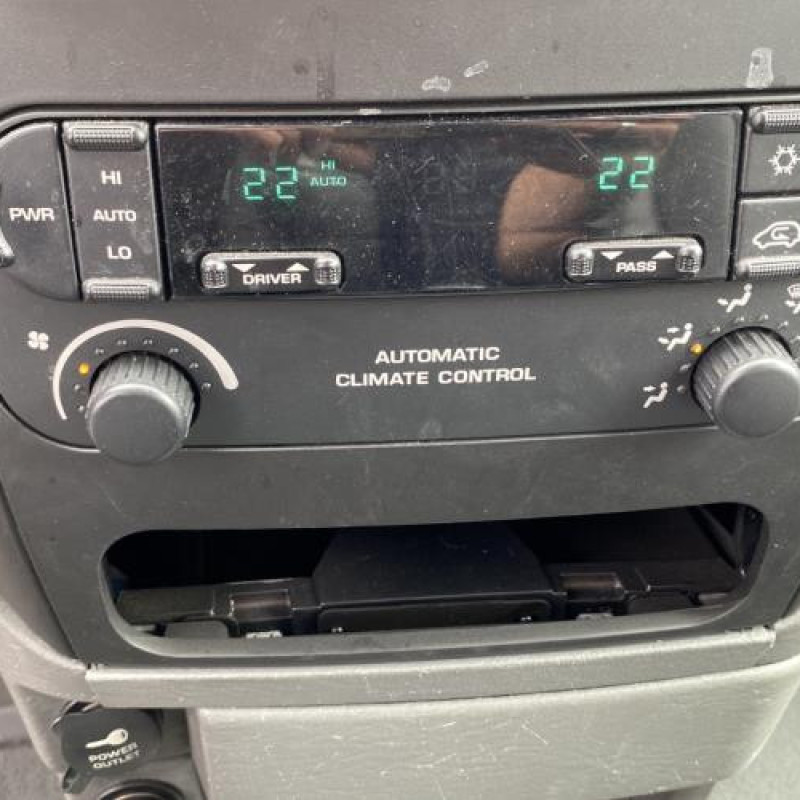 PWR
HI
AUTO
LO
22 HI AUTO
22
DRIVER
PASS
AUTOMATIC
CLIMATE CONTROL
POWER
OUTLET